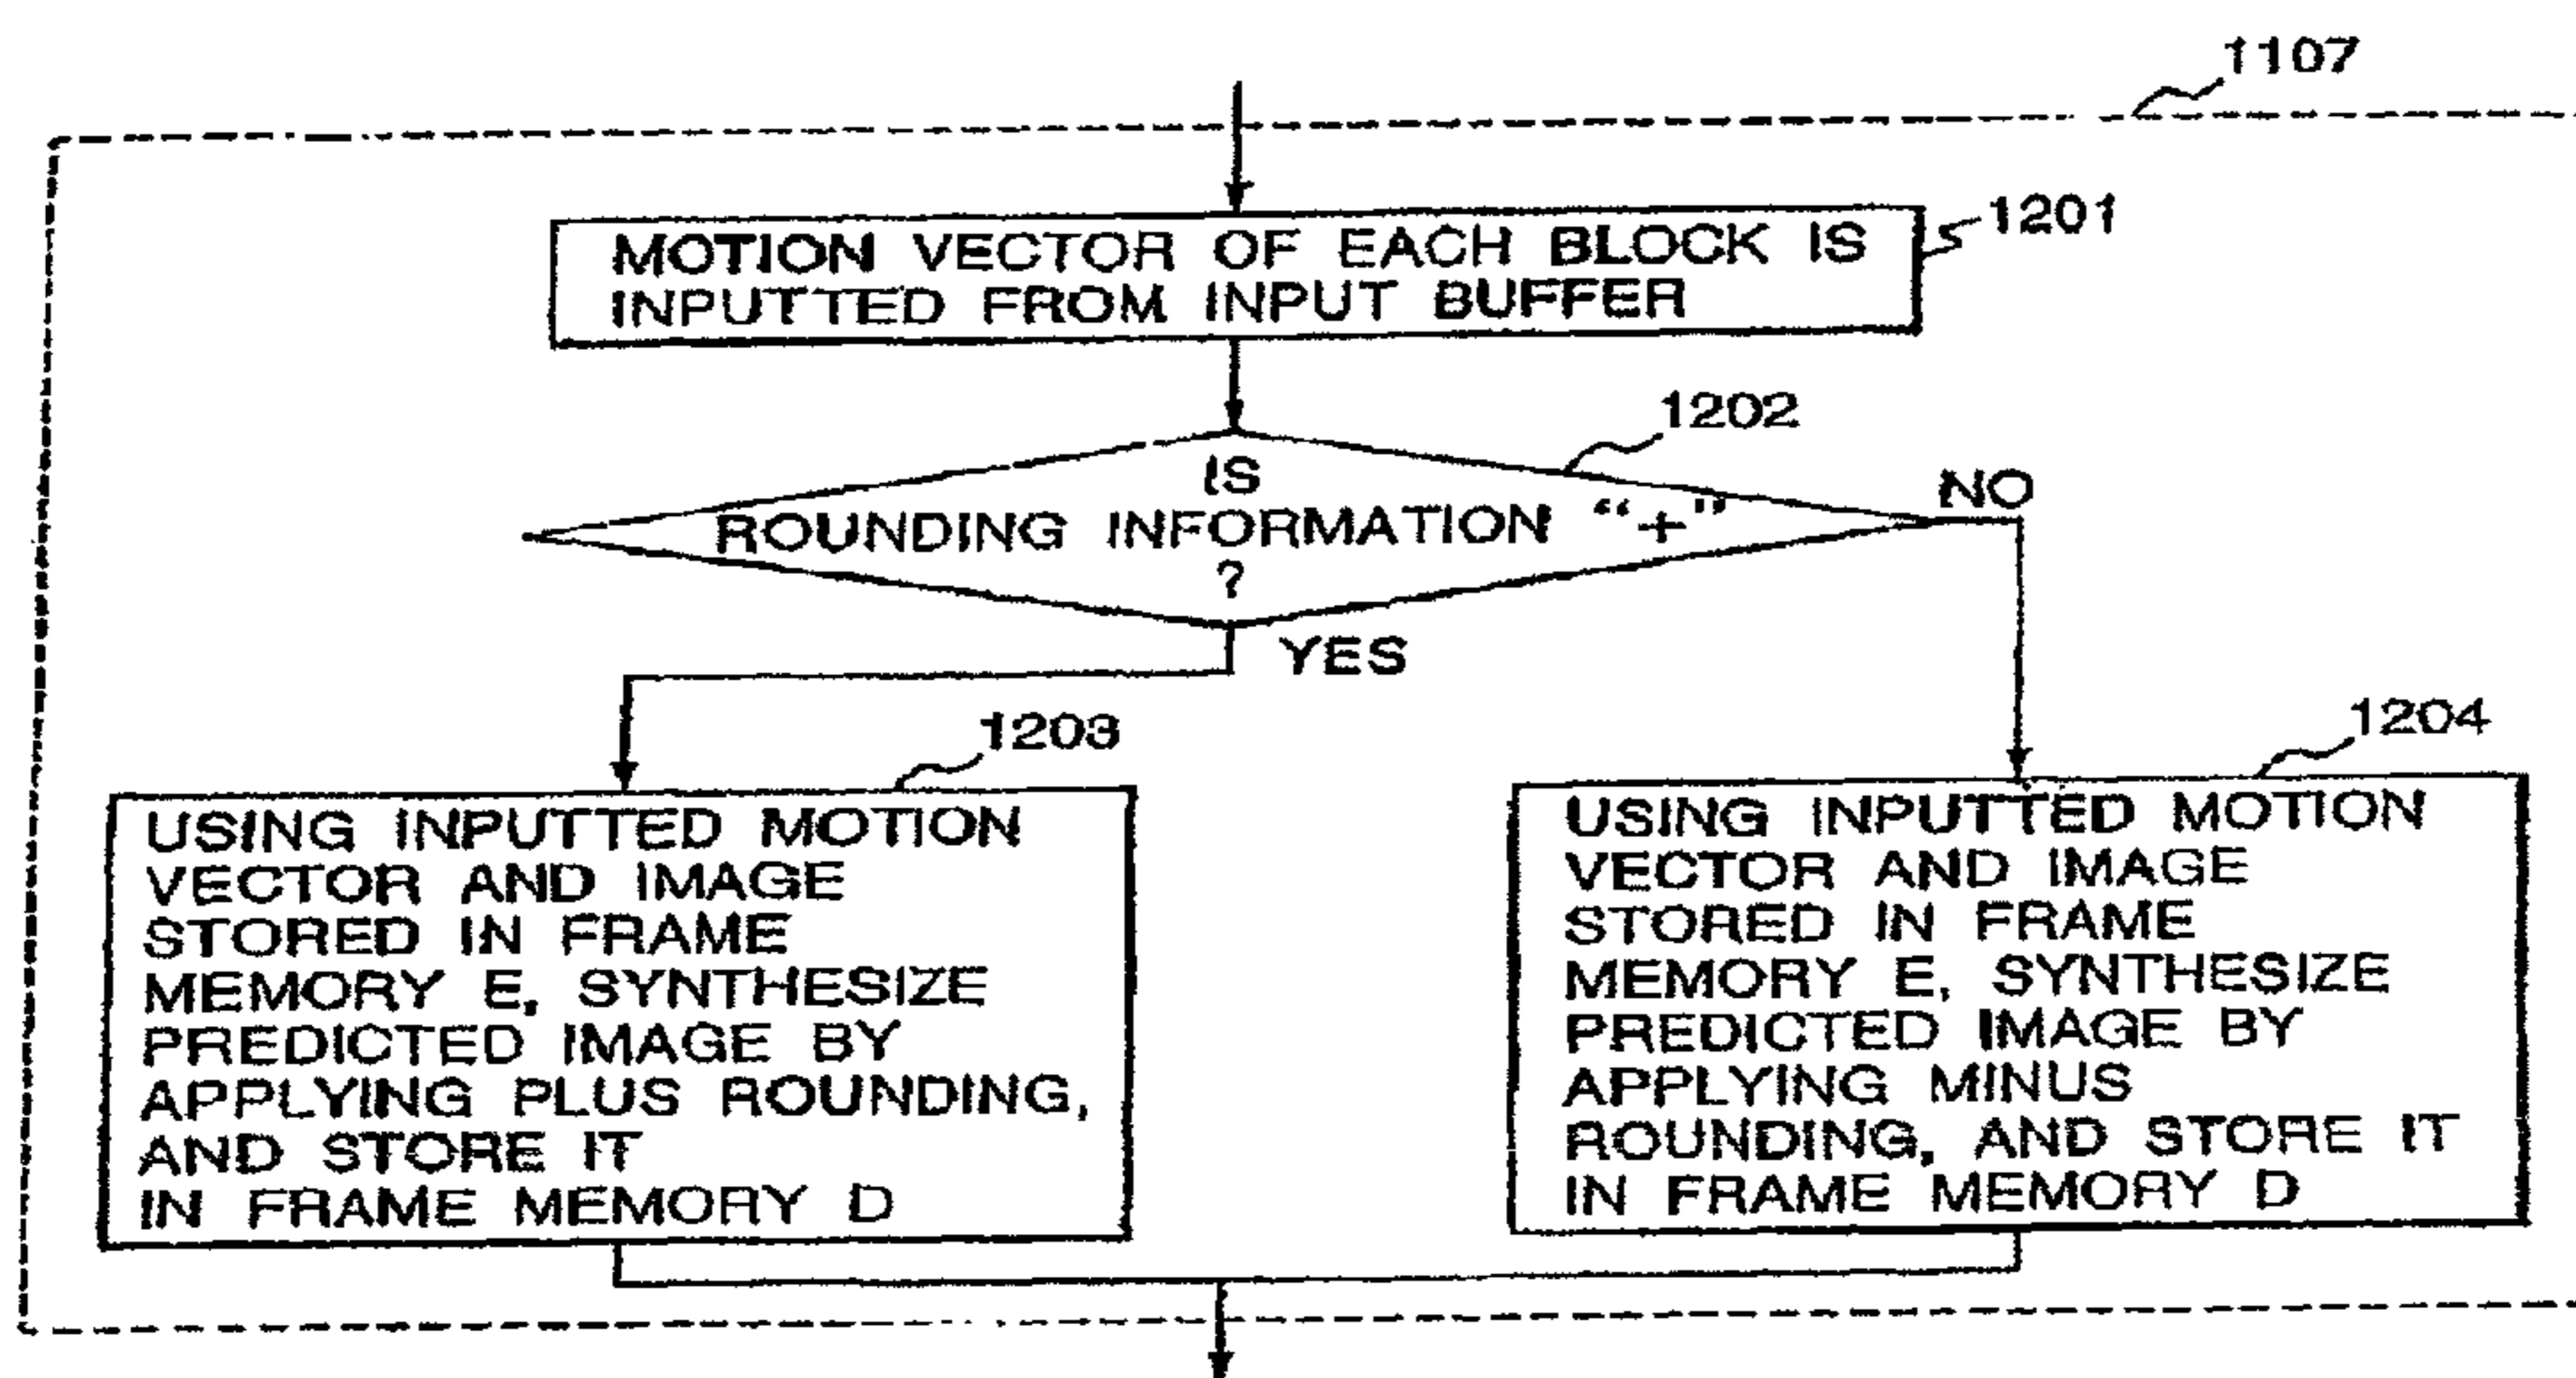 1107
MOTION VECTOR OF EACH BLOCK IS
INPUTTED FROM INPUT BUFFER
1201
1202
IS
ROUNDING INFORMATION "+"
?
NO
YES
1203
USING INPUTTED MOTION
VECTOR AND IMAGE
STORED IN FRAME
MEMORY E, SYNTHESIZE
PREDICTED IMAGE BY
APPLYING PLUS ROUNDING,
AND STORE IT
IN FRAME MEMORY D
1204
USING INPUTTED MOTION
VECTOR AND IMAGE
STORED IN FRAME
MEMORY E, SYNTHESIZE
PREDICTED IMAGE BY
APPLYING MINUS
ROUNDING, AND STORE IT
IN FRAME MEMORY D